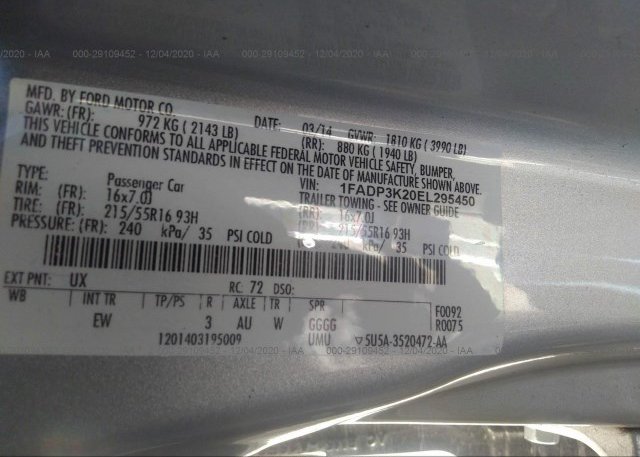 2020 - IAA 000-29109452 - 12/04/2020 - IAA 000-29109452 - 12/04/2020 - IAA
MFD. BY FORD MOTOR CO.
DATE: 03/14 GVWR: 1810 KG ( 3990 LB)
GAWR: (FR): 972 KG ( 2143 LB) (RR): 880 KG ( 1940 LB)
THIS VEHICLE CONFORMS TO ALL APPLICABLE FEDERAL MOTOR VEHICLE SAFETY, BUMPER,
AND THEFT PREVENTION STANDARDS IN EFFECT ON THE DATE OF MANUFACTURE SHOWN ABOVE.
VIN: 1FADP3K20EL295450
TYPE: Passenger Car TRAILER TOWING - SEE OWNER GUIDE
RIM: (FR): 16x7.0J (RR): 16x7.0J
TIRE: (FR): 215/55R16 93H (RR): 215/55R16 93H
PRESSURE: (FR): 240 kPa/ 35 PSI COLD (RR): 240 kPa/ 35 PSI COLD
EXT PNT: UX RC: 72 DSO:
WB INT TR TP/PS R AXLE TR SPR F0092
EW 3 AU W GGGG R0075
1201403195009 UMU 5U5A-3520472-AA